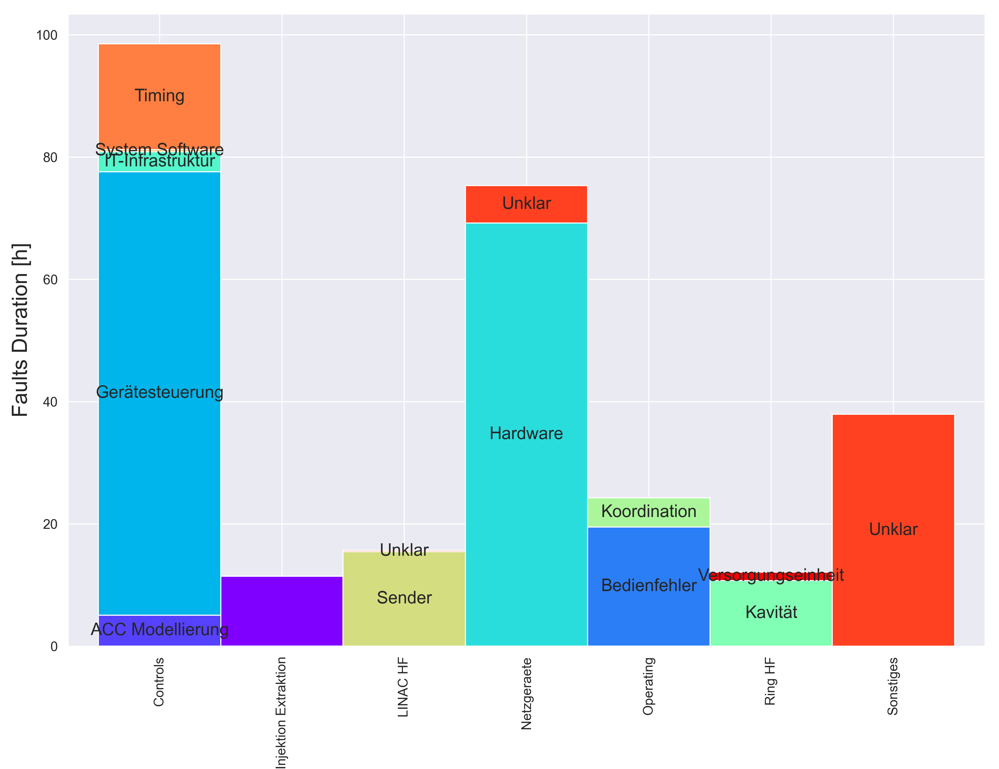 Faults Duration [h]
100
80
60
40
20
0
Timing
System Software
IT-Infrastruktur
Gerätesteuerung
ACC Modellierung
Unklar
Sender
Unklar
Hardware
Koordination
Bedienfehler
Versorgungseinheit
Kavität
Unklar
Controls
Injektion Extraktion
LINAC HF
Netzgeraete
Operating
Ring HF
Sonstiges